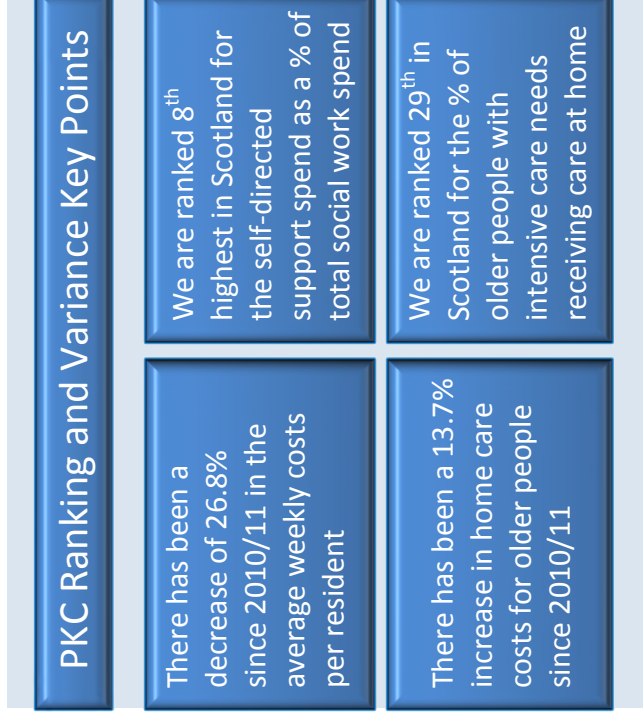 PKC Ranking and Variance Key Points
There has been a
decrease of 26.8%
since 2010/11 in the
average weekly costs
per resident
We are ranked 8th
highest in Scotland for
the self-directed
support spend as a % of
total social work spend
There has been a 13.7%
increase in home care
costs for older people
since 2010/11
We are ranked 29th in
Scotland for the % of
older people with
intensive care needs
receiving care at home